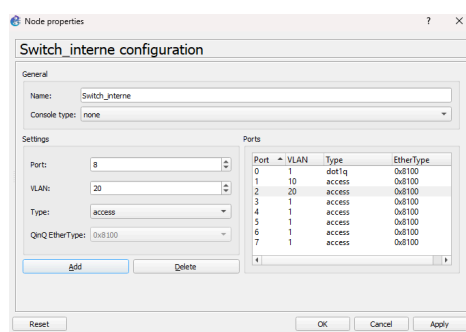 Node properties ? ×
Switch_interne configuration
General
Name: Switch_interne
Console type: none
Settings
Port: 8
VLAN: 20
Type: access
QinQ EtherType: 0x8100
Add Delete
Ports
Port VLAN Type EtherType
0 1 dot1q 0x8100
1 10 access 0x8100
2 20 access 0x8100
3 1 access 0x8100
4 1 access 0x8100
5 1 access 0x8100
6 1 access 0x8100
7 1 access 0x8100
Reset OK Cancel Apply